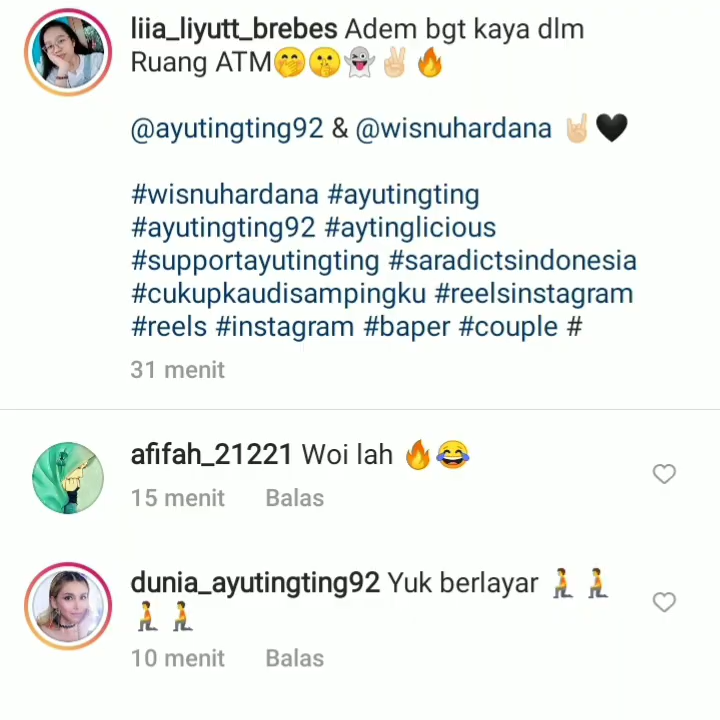 liia_liyutt_brebes Adem bgt kaya dlm
Ruang ATM🤭🤫👻✌🏻🔥
@ayutingting92 & @wisnuhardana 🤘🏻🖤
#wisnuhardana #ayutingting
#ayutingting92 #aytinglicious
#supportayutingting #saradictsindonesia
#cukupkaudisampingku #reelsinstagram
#reels #instagram #baper #couple #
31 menit
afifah_21221 Woi lah 🔥😂
15 menit Balas
dunia_ayutingting92 Yuk berlayar 🧎🧎
🧎🧎
10 menit Balas